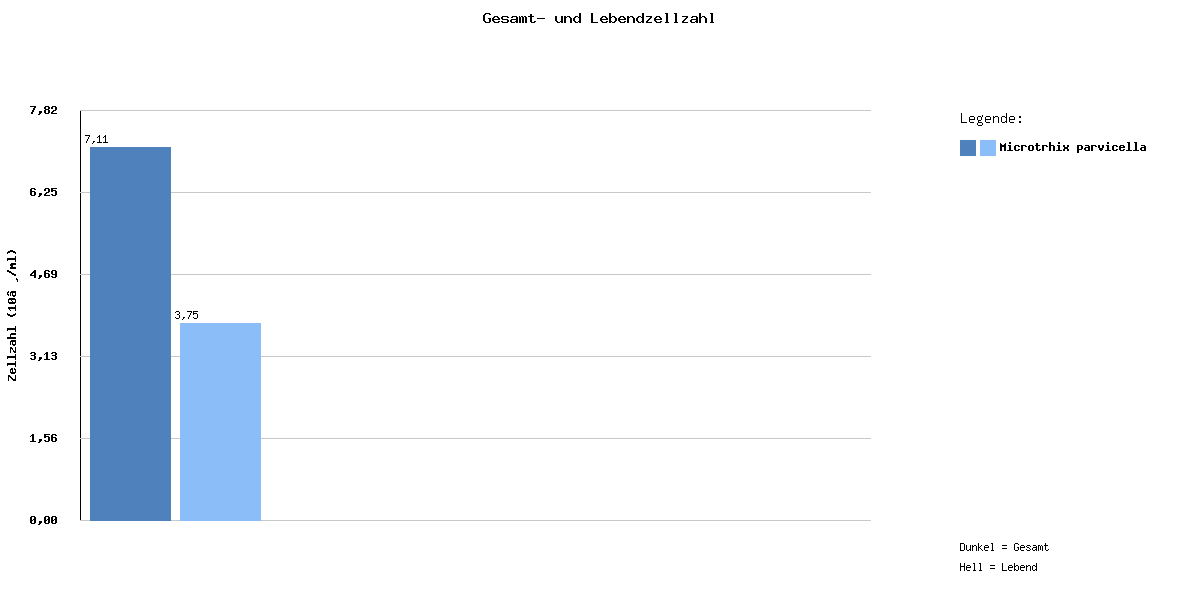 Gesamt- und Lebendzellzahl
7,82
6,25
4,69
3,13
1,56
0,00
Zellzahl (10â ¸/ml)
7,11
3,75
Legende:
Microtrhix parvicella
Dunkel = Gesamt
Hell = Lebend